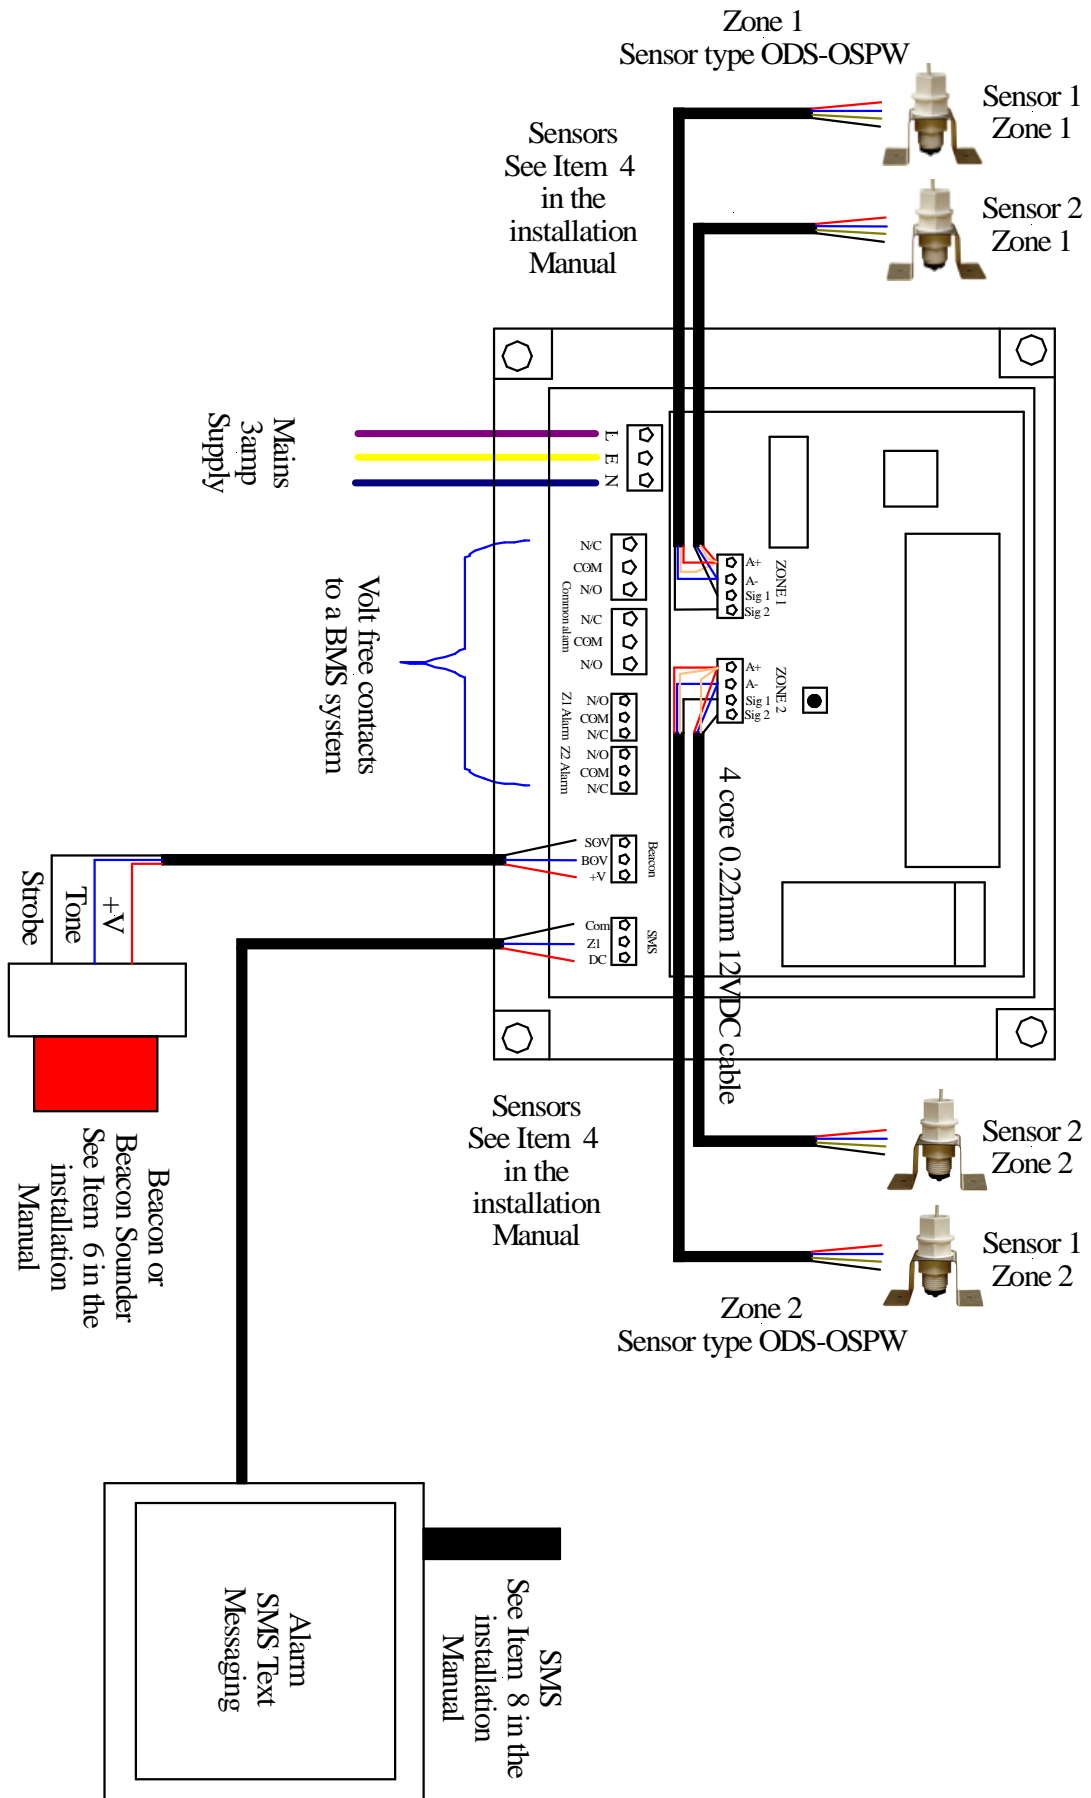 Zone 1
Sensor type ODS-OSPW
Sensor 1
Zone 1
Sensor 2
Zone 1
Sensors
See Item 4
in the
installation
Manual
Mains
3amp
Supply
L
E
N
N/C
COM
N/O
Common alarm
N/C
COM
N/O
Z1 Alarm
N/O
COM
N/C
Z2 Alarm
N/O
COM
N/C
Volt free contacts
to a BMS system
ZONE 1
A+
A-
Sig 1
Sig 2
ZONE 2
A+
A-
Sig 1
Sig 2
4 core 0.22mm 12VDC cable
Beacon
SOV
BOV
+V
SMS
Com
Z1
DC
+V
Tone
Strobe
Beacon or
Beacon Sounder
See Item 6 in the
installation
Manual
Sensors
See Item 4
in the
installation
Manual
Sensor 2
Zone 2
Sensor 1
Zone 2
Zone 2
Sensor type ODS-OSPW
SMS
See Item 8 in the
installation
Manual
Alarm
SMS Text
Messaging